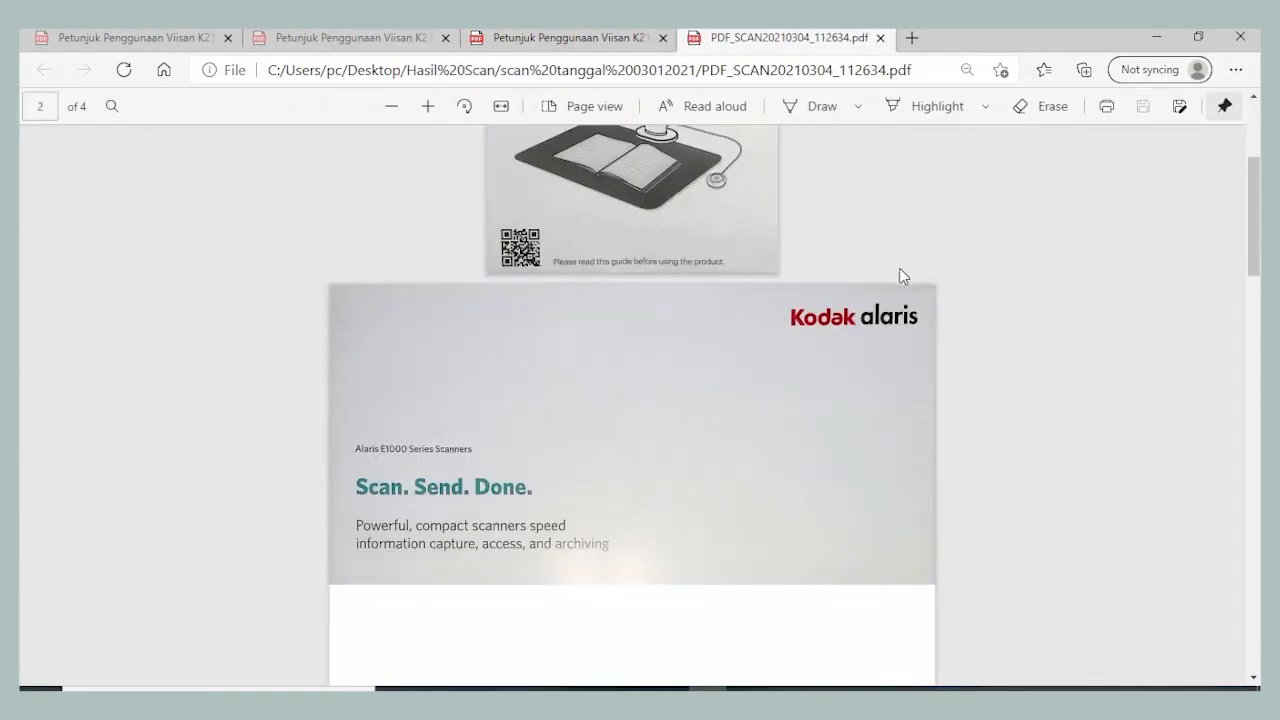 Petunjuk Penggunaan Viisan K21
Petunjuk Penggunaan Viisan K21
Petunjuk Penggunaan Viisan K21
PDF_SCAN20210304_112634.pdf
File
C:/Users/pc/Desktop/Hasil%20Scan/scan%20tanggal%2003012021/PDF_SCAN20210304_112634.pdf
Not syncing
2 of 4
Page view
Read aloud
Draw
Highlight
Erase
Please read this guide before using the product.
Kodak alaris
Alaris E1000 Series Scanners
Scan. Send. Done.
Powerful, compact scanners speed
information capture, access, and archiving